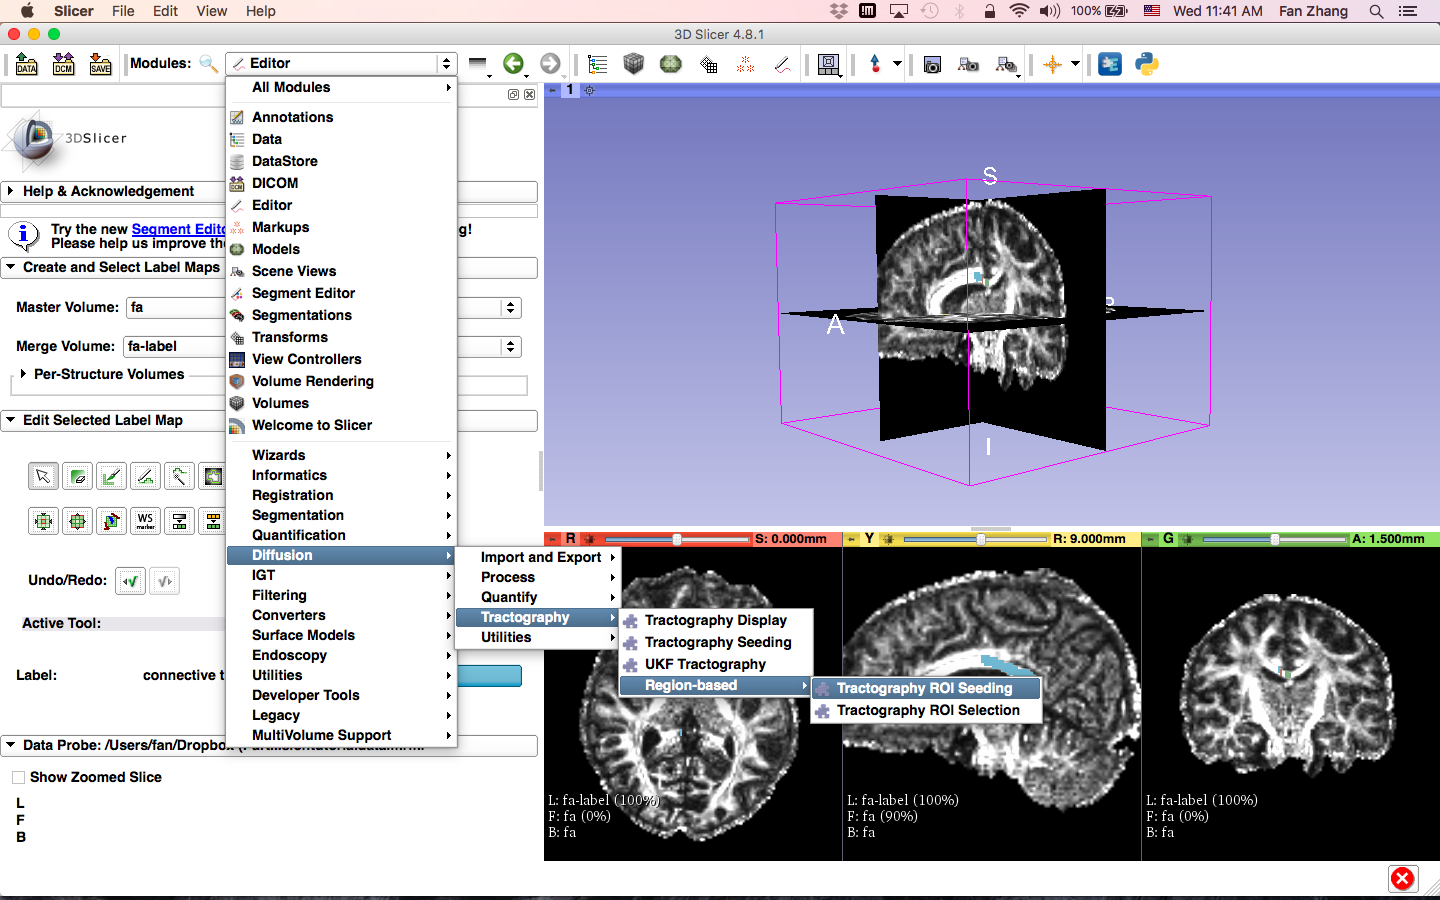 Slicer File Edit View Help 100% Wed 11:41 AM Fan Zhang
3D Slicer 4.8.1
DATA DCM SAVE Modules: Editor
All Modules
Annotations
Data
DataStore
DICOM
Editor
Markups
Models
Scene Views
Segment Editor
Segmentations
Transforms
View Controllers
Volume Rendering
Volumes
Welcome to Slicer
Wizards
Informatics
Registration
Segmentation
Quantification
Diffusion
IGT
Filtering
Converters
Surface Models
Endoscopy
Utilities
Developer Tools
Legacy
MultiVolume Support
Import and Export
Process
Quantify
Tractography
Utilities
Tractography Display
Tractography Seeding
UKF Tractography
Region-based
Tractography ROI Seeding
Tractography ROI Selection
3DSlicer
Help & Acknowledgement
Try the new Segment Edito g!
Please help us improve the
Create and Select Label Maps
Master Volume: fa
Merge Volume: fa-label
Per-Structure Volumes
Edit Selected Label Map
WS
marker
Undo/Redo:
Active Tool:
Label: connective t
Data Probe: /Users/fan/Dropbox
Show Zoomed Slice
L
F
B
1
S
A
I
R S: 0.000mm
L: fa-label (100%)
F: fa (0%)
B: fa
Y R: 9.000mm
L: fa-label (100%)
F: fa (90%)
B: fa
G A: 1.500mm
L: fa-label (100%)
F: fa (0%)
B: fa